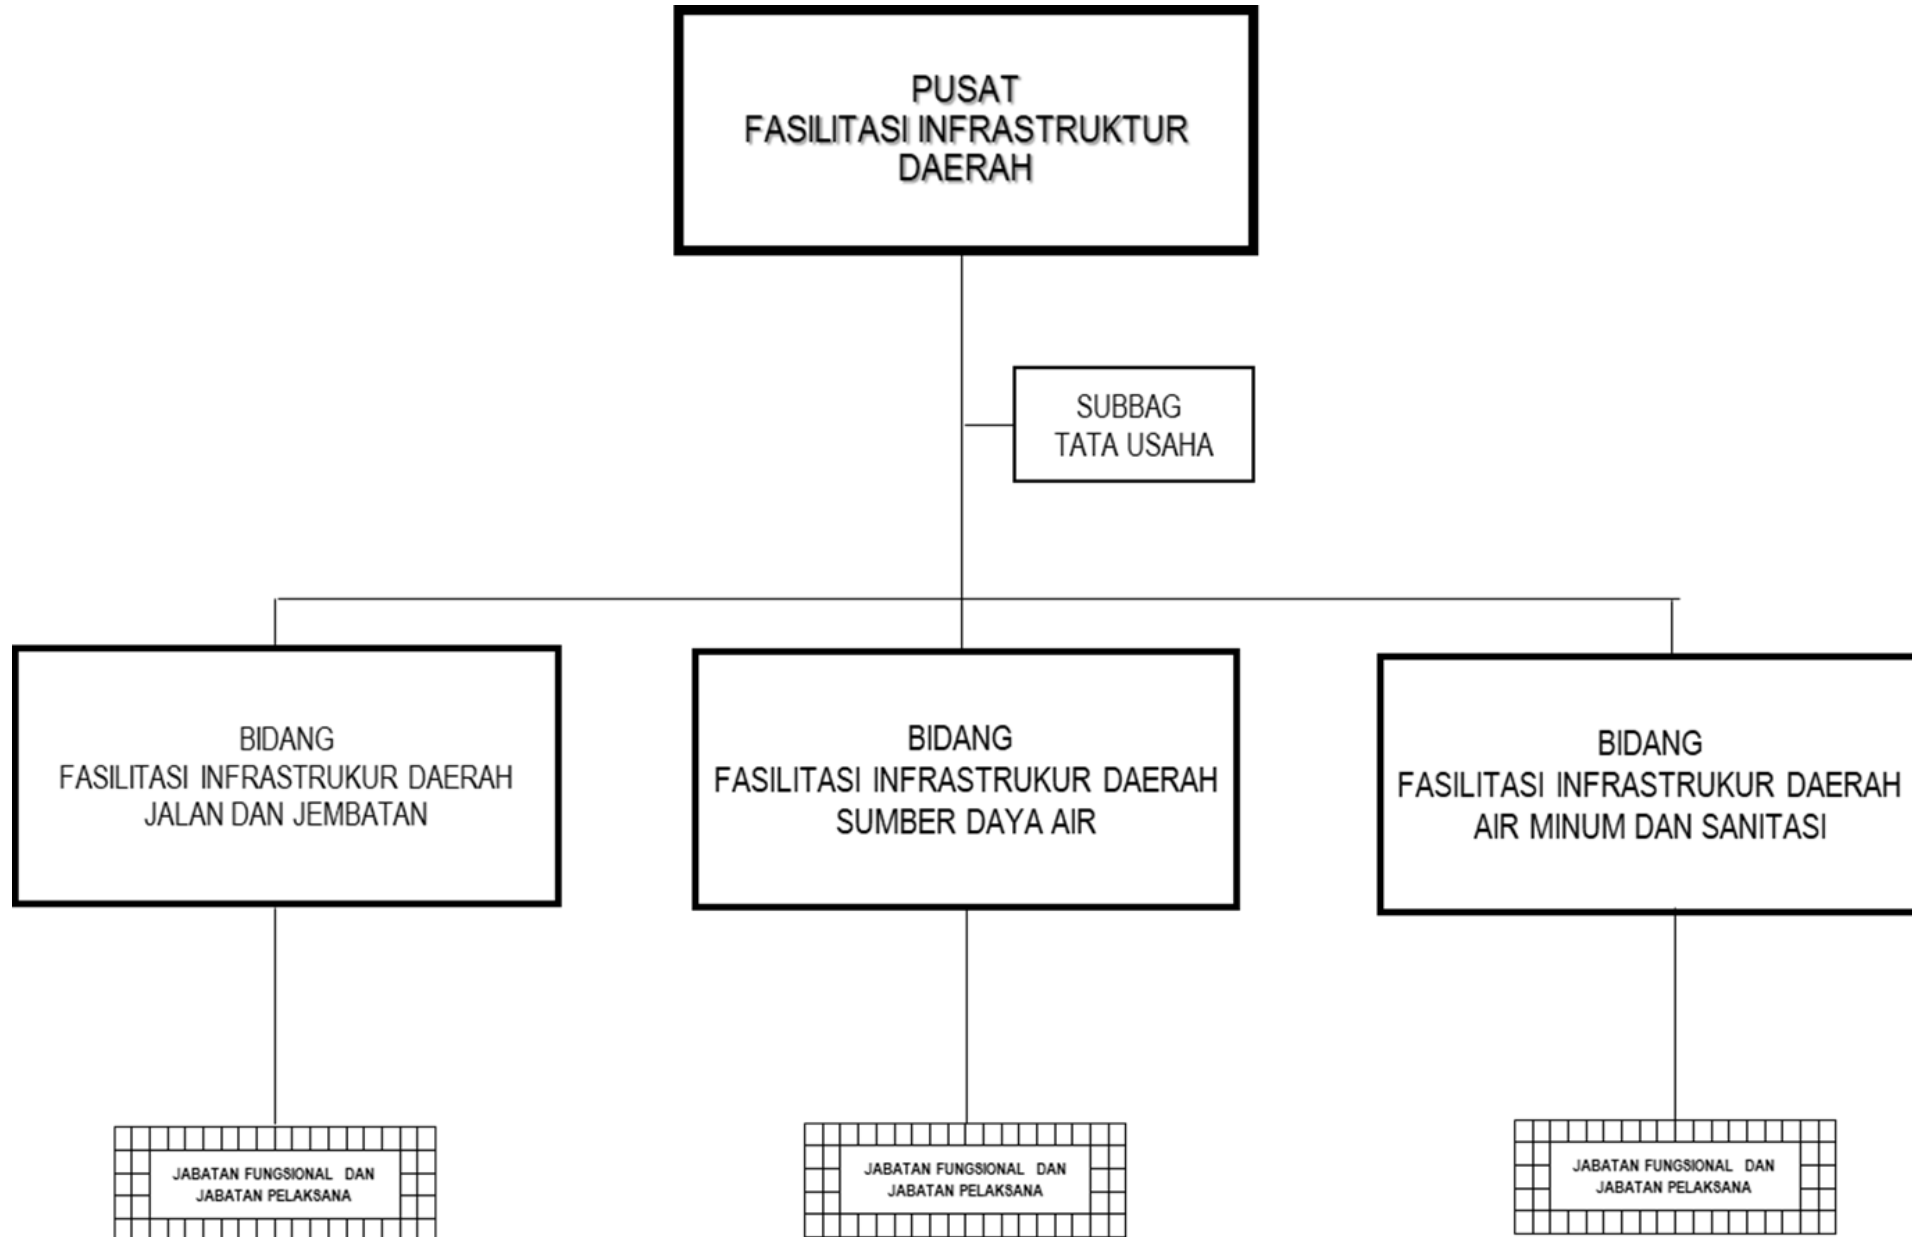 PUSAT
FASILITASI INFRASTRUKTUR
DAERAH
SUBBAG
TATA USAHA
BIDANG
FASILITASI INFRASTRUKUR DAERAH
JALAN DAN JEMBATAN
BIDANG
FASILITASI INFRASTRUKUR DAERAH
SUMBER DAYA AIR
BIDANG
FASILITASI INFRASTRUKUR DAERAH
AIR MINUM DAN SANITASI
JABATAN FUNGSIONAL DAN
JABATAN PELAKSANA
JABATAN FUNGSIONAL DAN
JABATAN PELAKSANA
JABATAN FUNGSIONAL DAN
JABATAN PELAKSANA